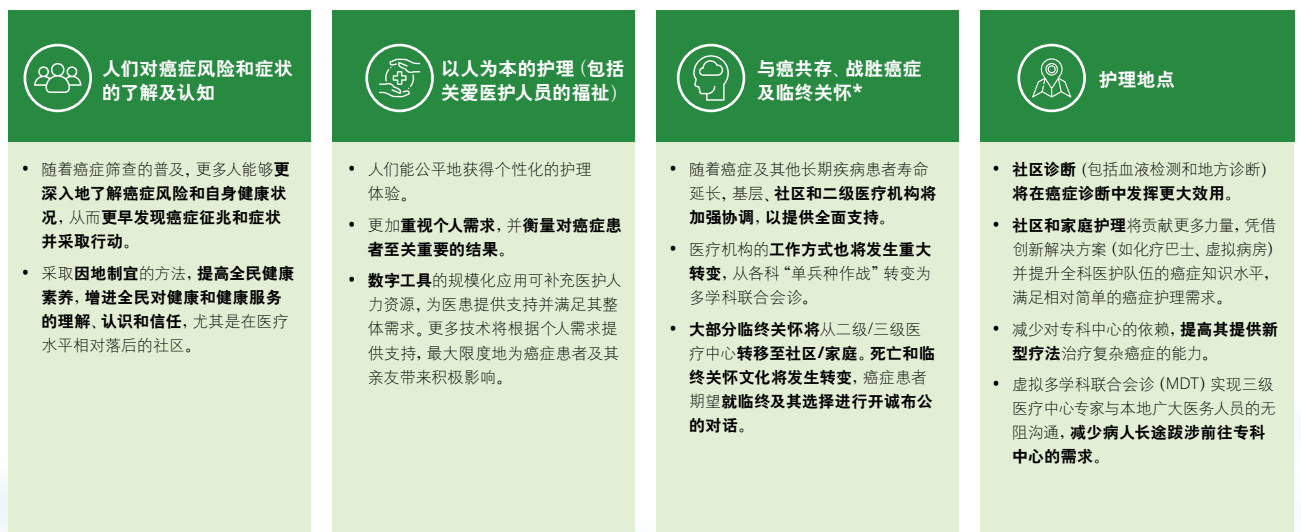 人们对癌症风险和症状
的了解及认知
• 随着癌症筛查的普及, 更多人能够更
深入地了解癌症风险和自身健康状
况, 从而更早发现癌症征兆和症状
并采取行动。
• 采取因地制宜的方法, 提高全民健康
素养, 增进全民对健康和健康服务
的理解、认识和信任, 尤其是在医疗
水平相对落后的社区。
以人为本的护理 (包括
关爱医护人员的福祉)
• 人们能公平地获得个性化的护理
体验。
• 更加重视个人需求, 并衡量对癌症患
者至关重要的结果。
• 数字工具的规模化应用可补充医护人
力资源, 为医患提供支持并满足其整
体需求。更多技术将根据个人需求提
供支持, 最大限度地为癌症患者及其
亲友带来积极影响。
与癌共存、战胜癌症
及临终关怀*
• 随着癌症及其他长期疾病患者寿命
延长, 基层、社区和二级医疗机构将
加强协调, 以提供全面支持。
• 医疗机构的工作方式也将发生重大
转变, 从各科 “单兵种作战” 转变为
多学科联合会诊。
• 大部分临终关怀将从二级/三级医
疗中心转移至社区/家庭。死亡和临
终关怀文化将发生转变, 癌症患者
期望就临终及其选择进行开诚布公
的对话。
护理地点
• 社区诊断 (包括血液检测和地方诊断)
将在癌症诊断中发挥更大效用。
• 社区和家庭护理将贡献更多力量, 凭借
创新解决方案 (如化疗巴士、虚拟病房)
并提升全科医护队伍的癌症知识水平,
满足相对简单的癌症护理需求。
• 减少对专科中心的依赖, 提高其提供新
型疗法治疗复杂癌症的能力。
• 虚拟多学科联合会诊 (MDT) 实现三级
医疗中心专家与本地广大医务人员的无
阻沟通, 减少病人长途跋涉前往专科
中心的需求。